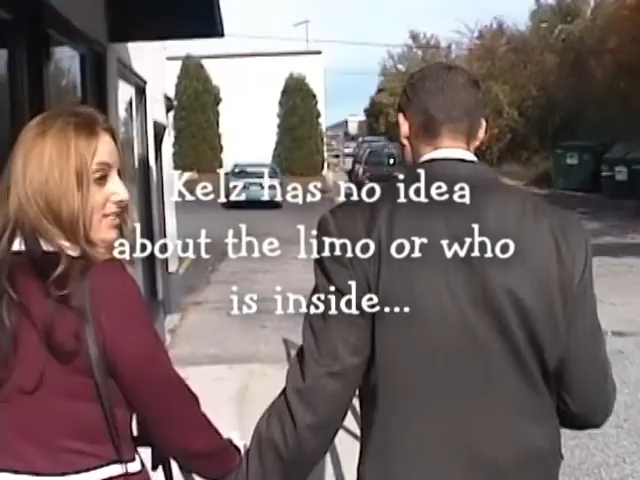 Kelz has no idea
about the limo or who
is inside...